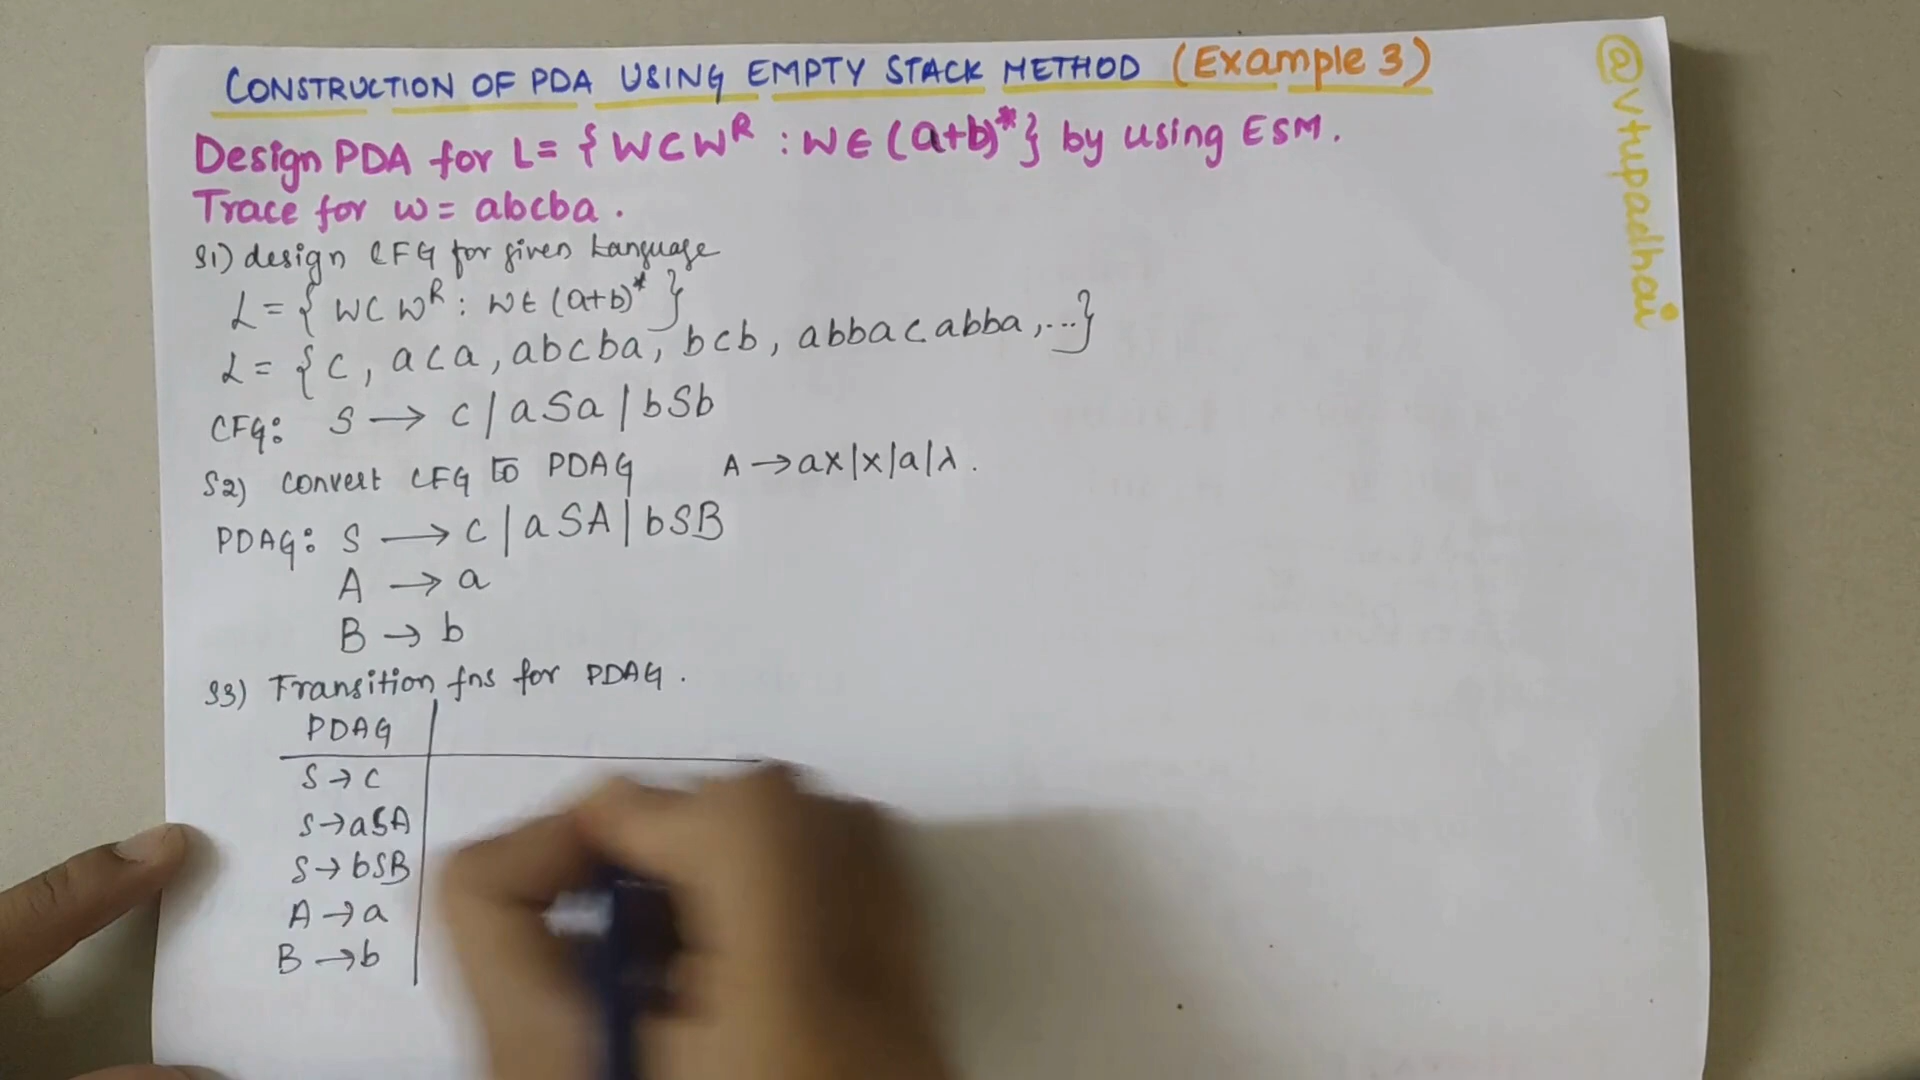 CONSTRUCTION OF PDA USING EMPTY STACK METHOD (Example 3)
Design PDA for L= {WCW^R : WE (a+b)*} by using ESM.
Trace for w= abcba.
S1) design CFG for given Language
L = {WCW^R : W∈ (a+b)*}
L = {c, aca, abcba, bcb, abbacabba,...}
CFG: S → c|aSa|bSb
S2) Convert CFG to PDAG A → ax|x|a|λ.
PDAG: S → c|aSA|bSB
A → a
B → b
S3) Transition fns for PDAG.
PDAG
S → c
S → aSA
S → bSB
A → a
B → b
@vtupadhai